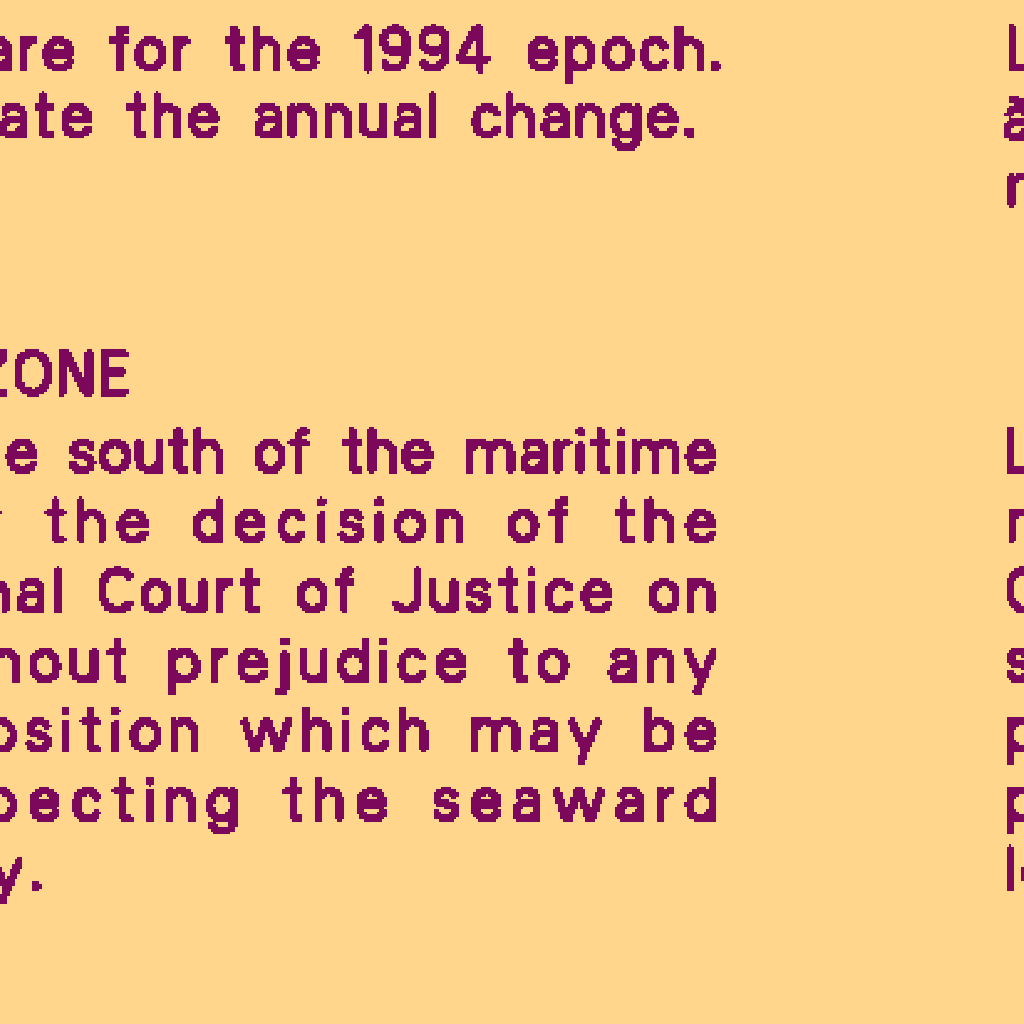 are for the 1994 epoch.
ate the annual change.
ZONE
e south of the maritime
the decision of the
nal Court of Justice on
hout prejudice to any
osition which may be
pecting the seaward
y.